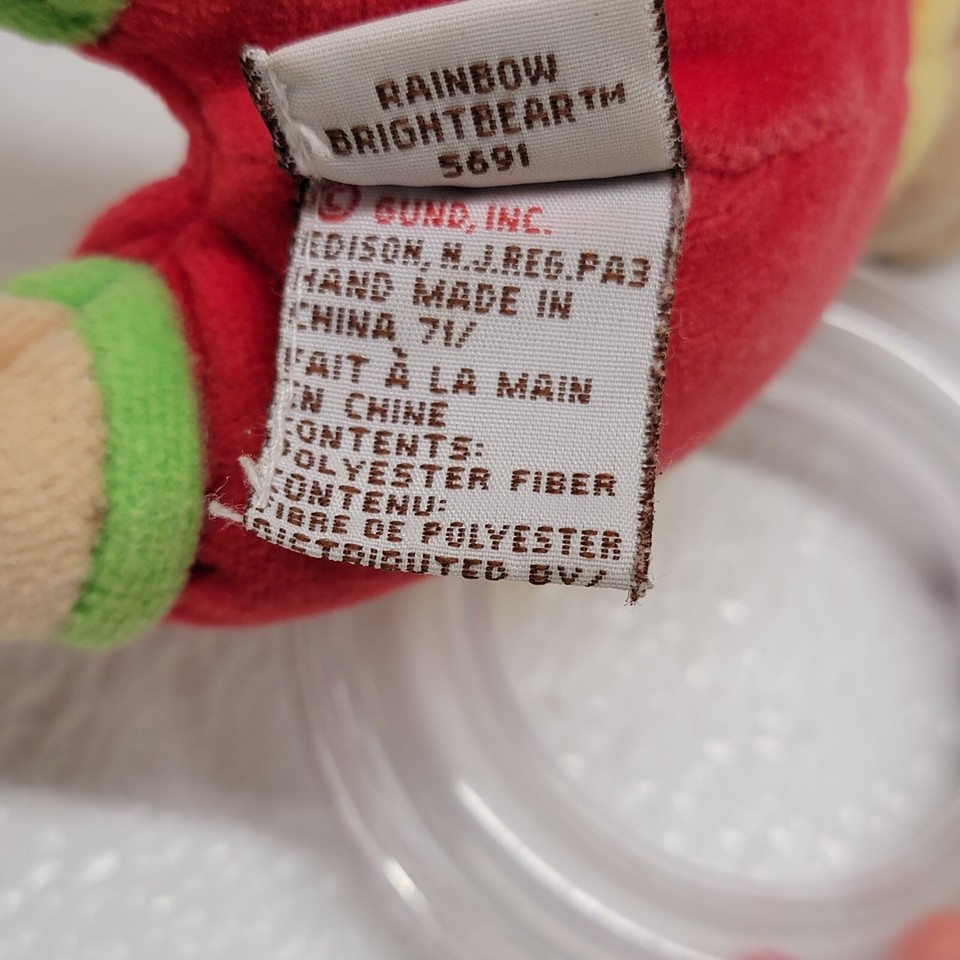 RAINBOW
BRIGHTBEAR™
5691
© GUND, INC.
EDISON, N.J.REG.PA3
HAND MADE IN
CHINA 71/
FAIT À LA MAIN
EN CHINE
CONTENTS:
POLYESTER FIBER
CONTENU:
FIBRE DE POLYESTER
DISTRIBUTED BY/